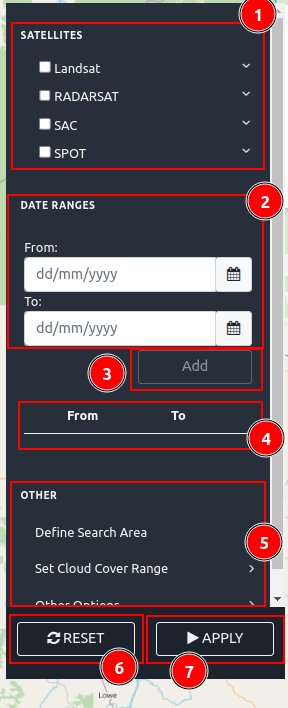 1
SATELLITES
Landsat
RADARSAT
SAC
SPOT
2
DATE RANGES
From:
dd/mm/yyyy
To:
dd/mm/yyyy
3
Add
From To
4
OTHER
Define Search Area
5
Set Cloud Cover Range
Other Options
RESET
APPLY
6
7
Lowe